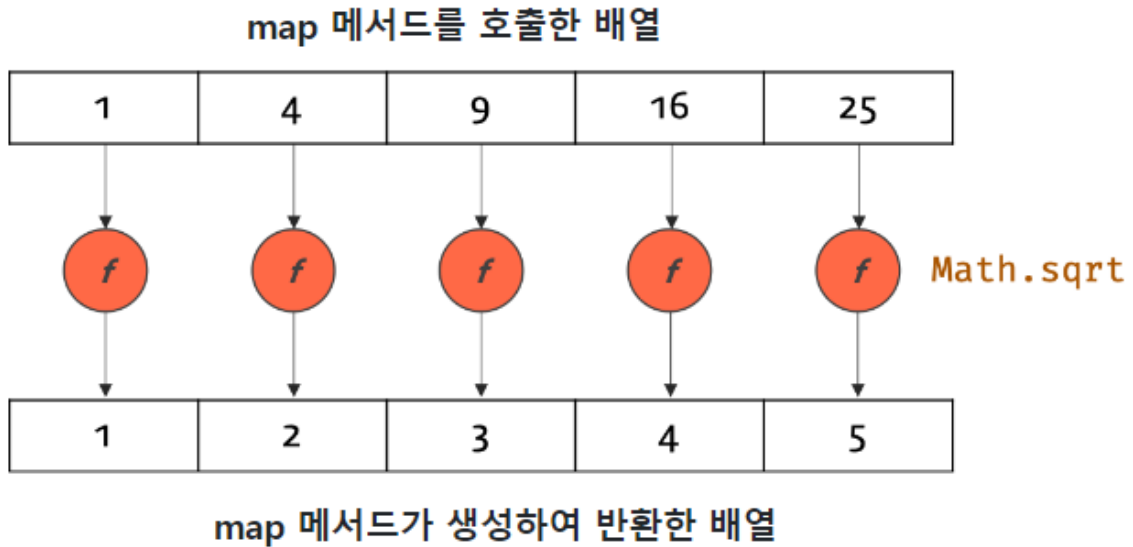 map 메서드를 호출한 배열
1 4 9 16 25
f f f f f Math.sqrt
1 2 3 4 5
map 메서드가 생성하여 반환한 배열